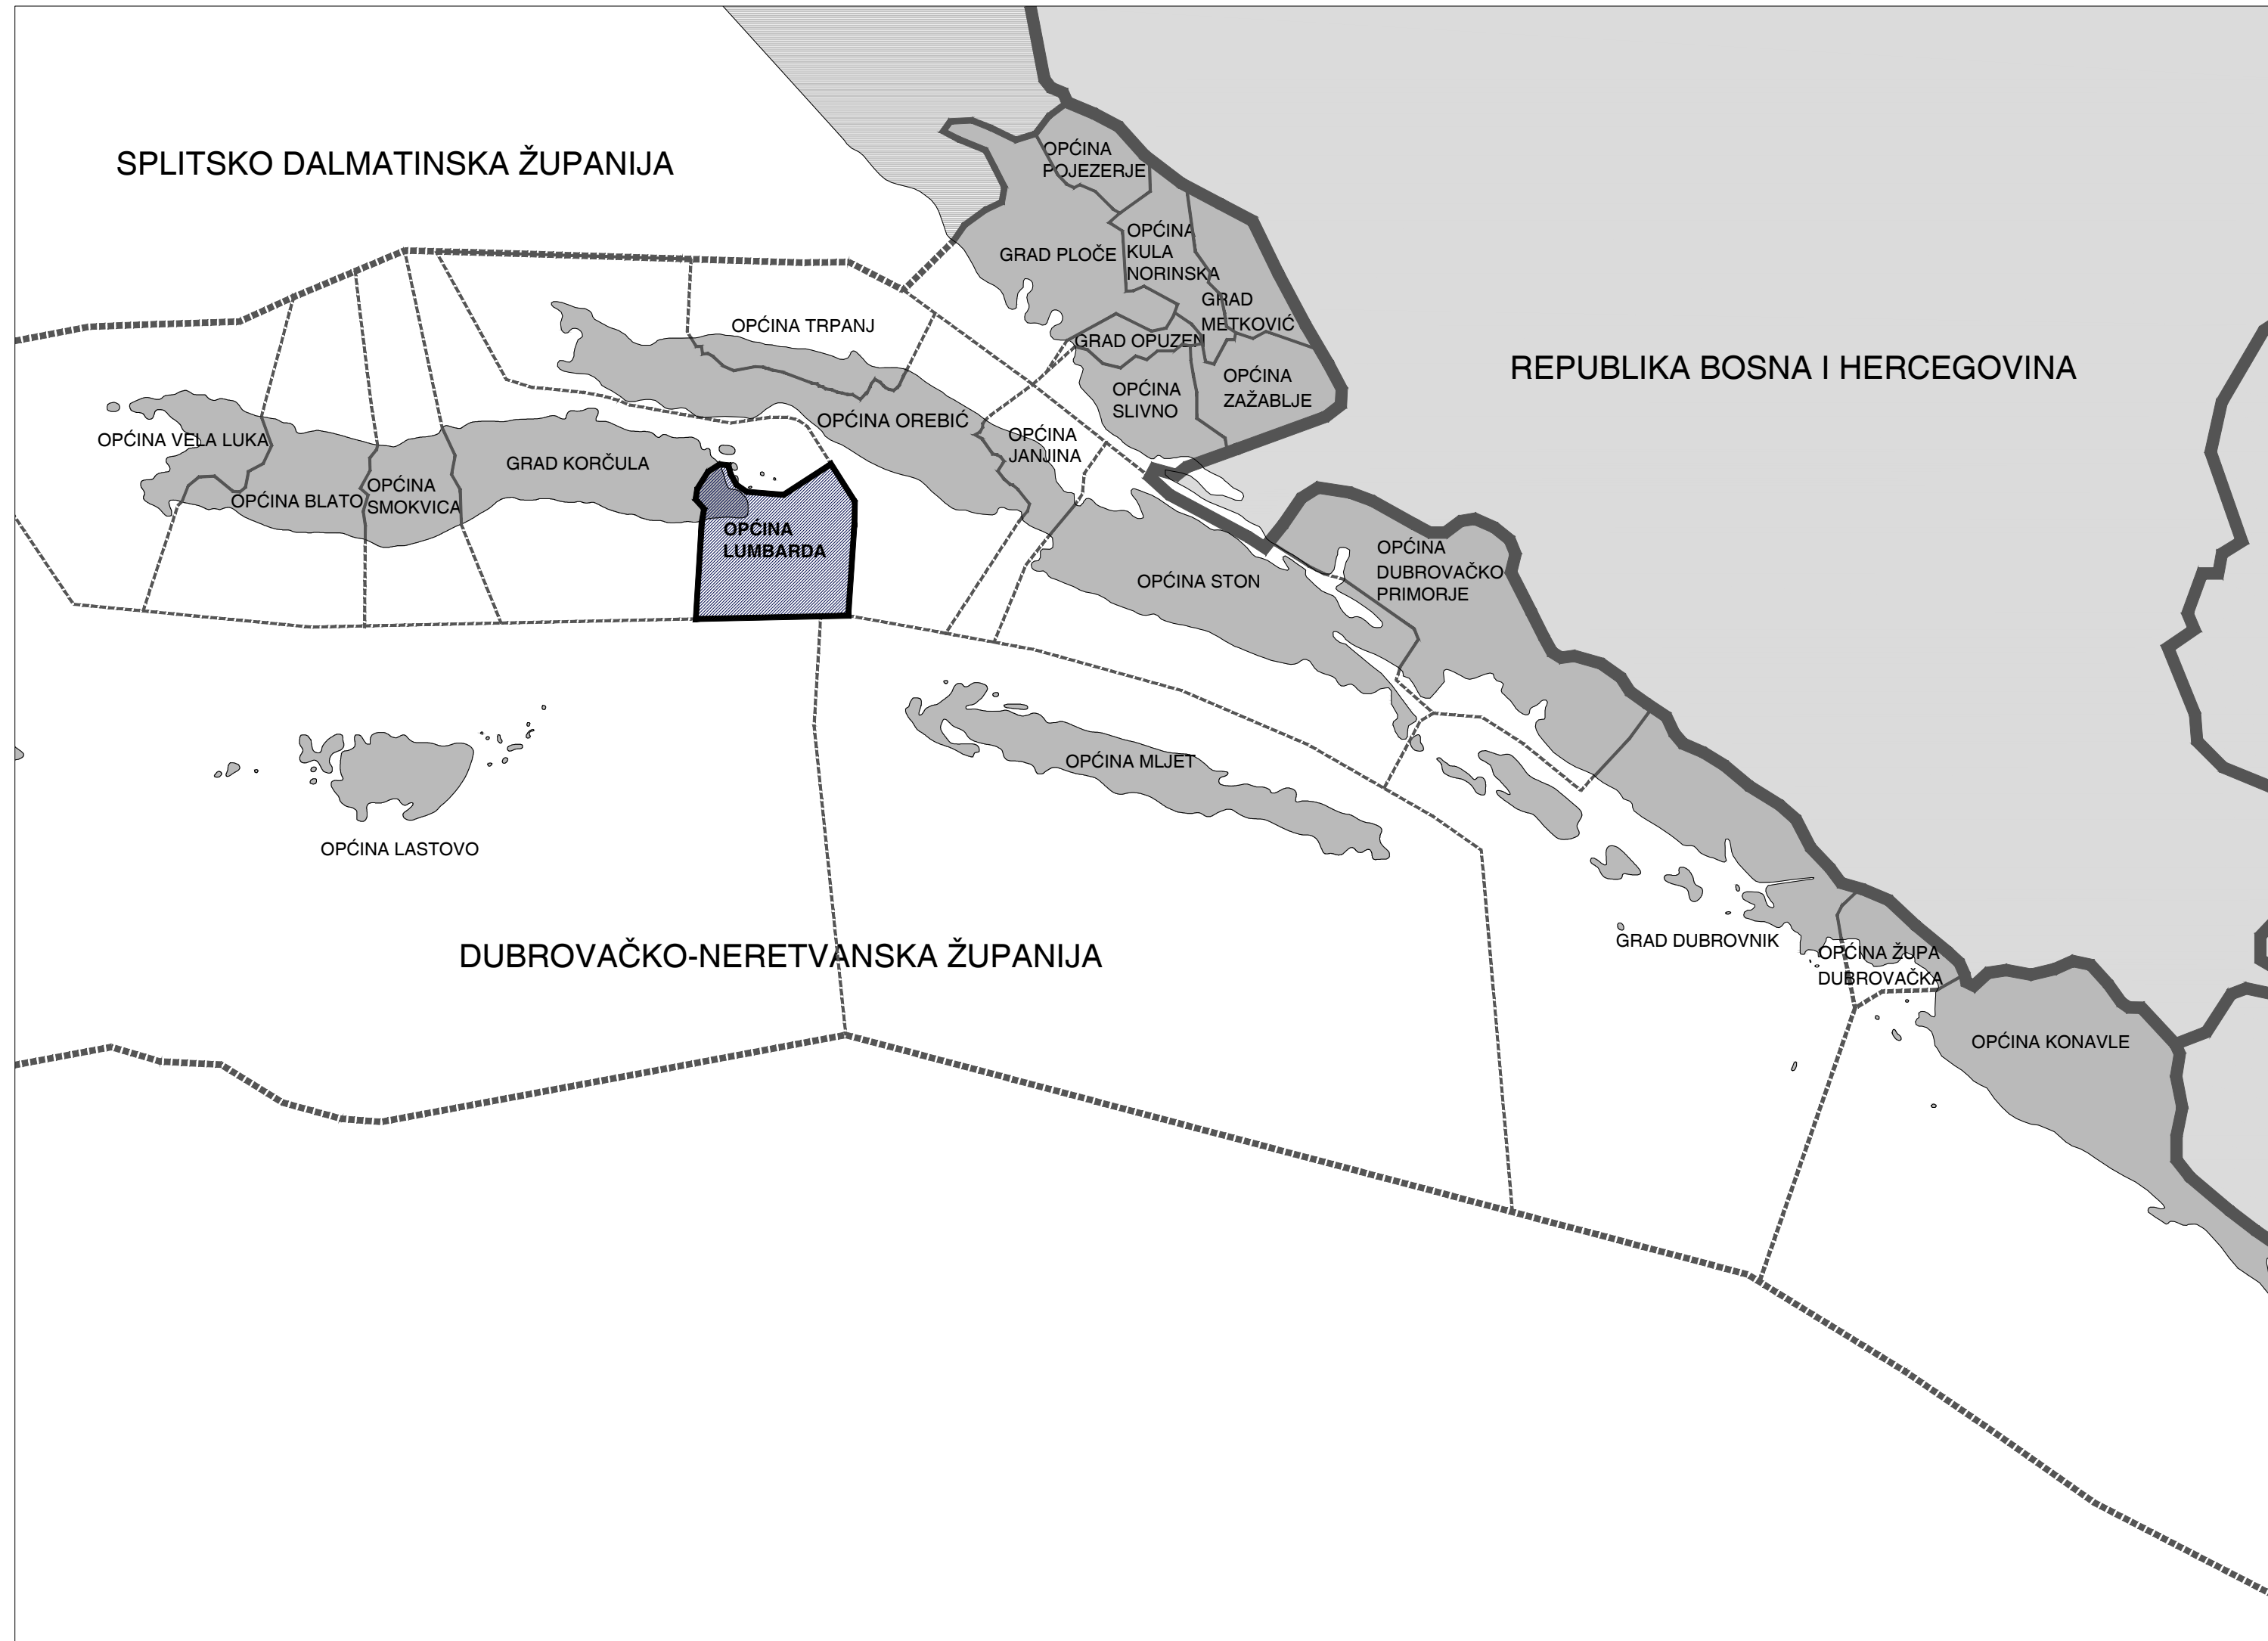 SPLITSKO DALMATINSKA ŽUPANIJA
OPĆINA
POJEZERJE
OPĆINA
KULA
NORINSKA
GRAD PLOČE
GRAD
METKOVIĆ
OPĆINA TRPANJ
GRAD OPUZEN
REPUBLIKA BOSNA I HERCEGOVINA
OPĆINA
ZAŽABLJE
OPĆINA
SLIVNO
OPĆINA OREBIĆ
OPĆINA
JANJINA
OPĆINA VELA LUKA
GRAD KORČULA
OPĆINA BLATO
OPĆINA
SMOKVICA
OPĆINA
LUMBARDA
OPĆINA
DUBROVAČKO
PRIMORJE
OPĆINA STON
OPĆINA MLJET
OPĆINA LASTOVO
DUBROVAČKO-NERETVANSKA ŽUPANIJA
GRAD DUBROVNIK
OPĆINA ŽUPA
DUBROVAČKA
OPĆINA KONAVLE